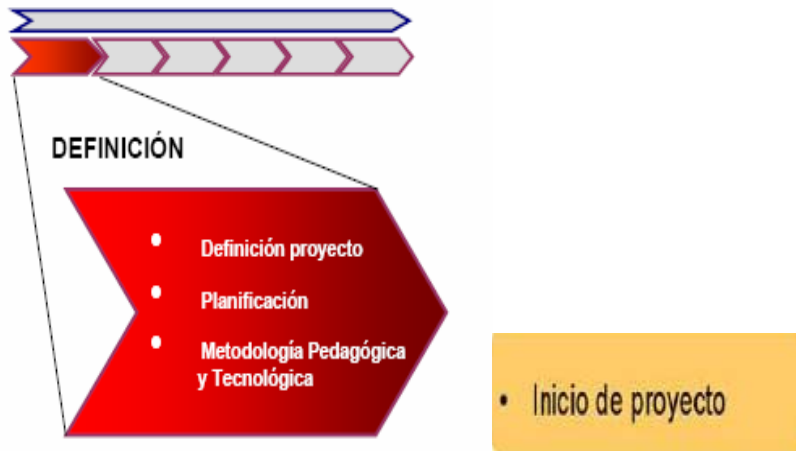 DEFINICIÓN
• Definición proyecto
• Planificación
• Metodología Pedagógica
y Tecnológica
• Inicio de proyecto